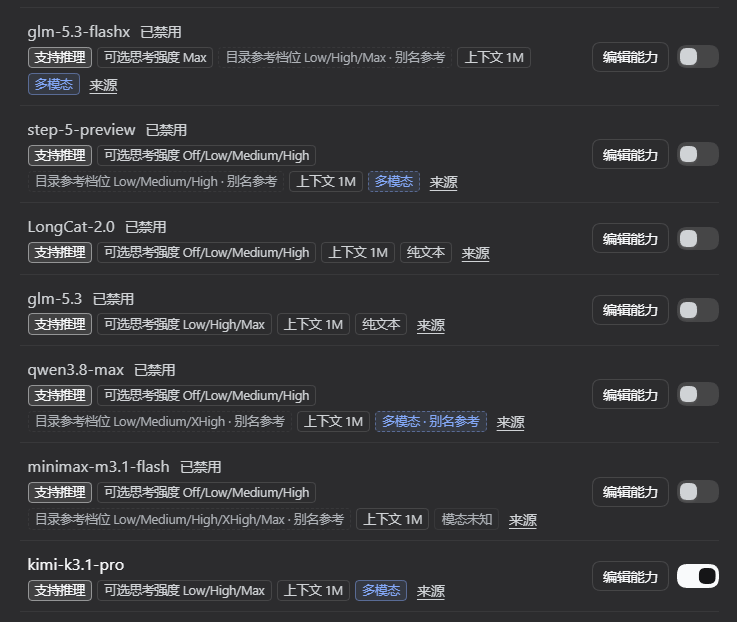 glm-5.3-flashx 已禁用
支持推理 可选思考强度 Max 目录参考档位 Low/High/Max · 别名参考 上下文 1M
编辑能力
多模态 来源
step-5-preview 已禁用
支持推理 可选思考强度 Off/Low/Medium/High
编辑能力
目录参考档位 Low/Medium/High · 别名参考 上下文 1M 多模态 来源
LongCat-2.0 已禁用
编辑能力
支持推理 可选思考强度 Off/Low/Medium/High 上下文 1M 纯文本 来源
glm-5.3 已禁用
编辑能力
支持推理 可选思考强度 Low/High/Max 上下文 1M 纯文本 来源
qwen3.8-max 已禁用
支持推理 可选思考强度 Off/Low/Medium/High
编辑能力
目录参考档位 Low/Medium/XHigh · 别名参考 上下文 1M 多模态 · 别名参考 来源
minimax-m3.1-flash 已禁用
支持推理 可选思考强度 Off/Low/Medium/High
编辑能力
目录参考档位 Low/Medium/High/XHigh/Max · 别名参考 上下文 1M 模态未知 来源
kimi-k3.1-pro
编辑能力
支持推理 可选思考强度 Low/High/Max 上下文 1M 多模态 来源